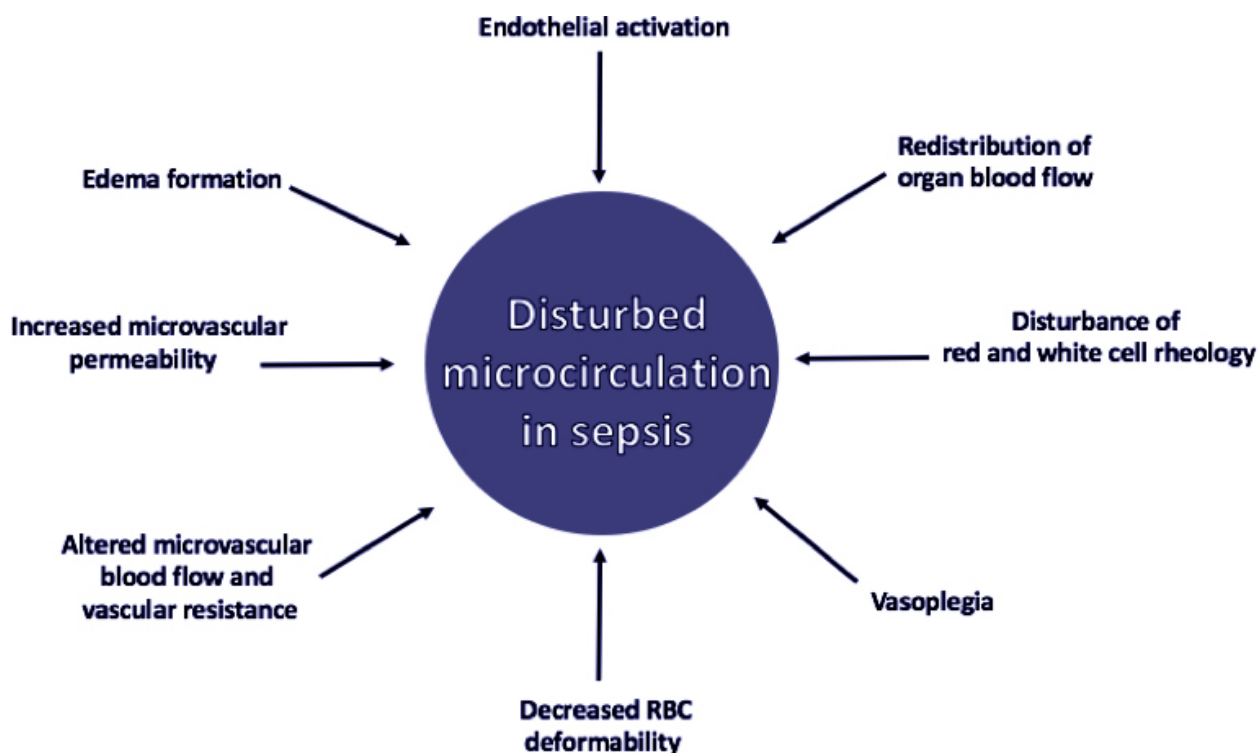 Endothelial activation
Redistribution of
organ blood flow
Edema formation
Increased microvascular
permeability
Disturbed
microcirculation
in sepsis
Disturbance of
red and white cell rheology
Altered microvascular
blood flow and
vascular resistance
Vasoplegia
Decreased RBC
deformability